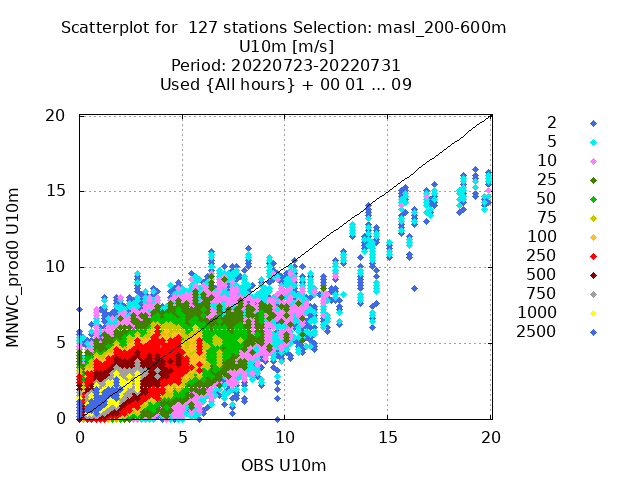 Scatterplot for  127 stations Selection: masl_200-600m
U10m [m/s]
Period: 20220723-20220731
Used {All hours} + 00 01 ... 09
MNWC_prod0 U10m
20
15
10
5
0
0 5 10 15 20
OBS U10m
2
5
10
25
50
75
100
250
500
750
1000
2500